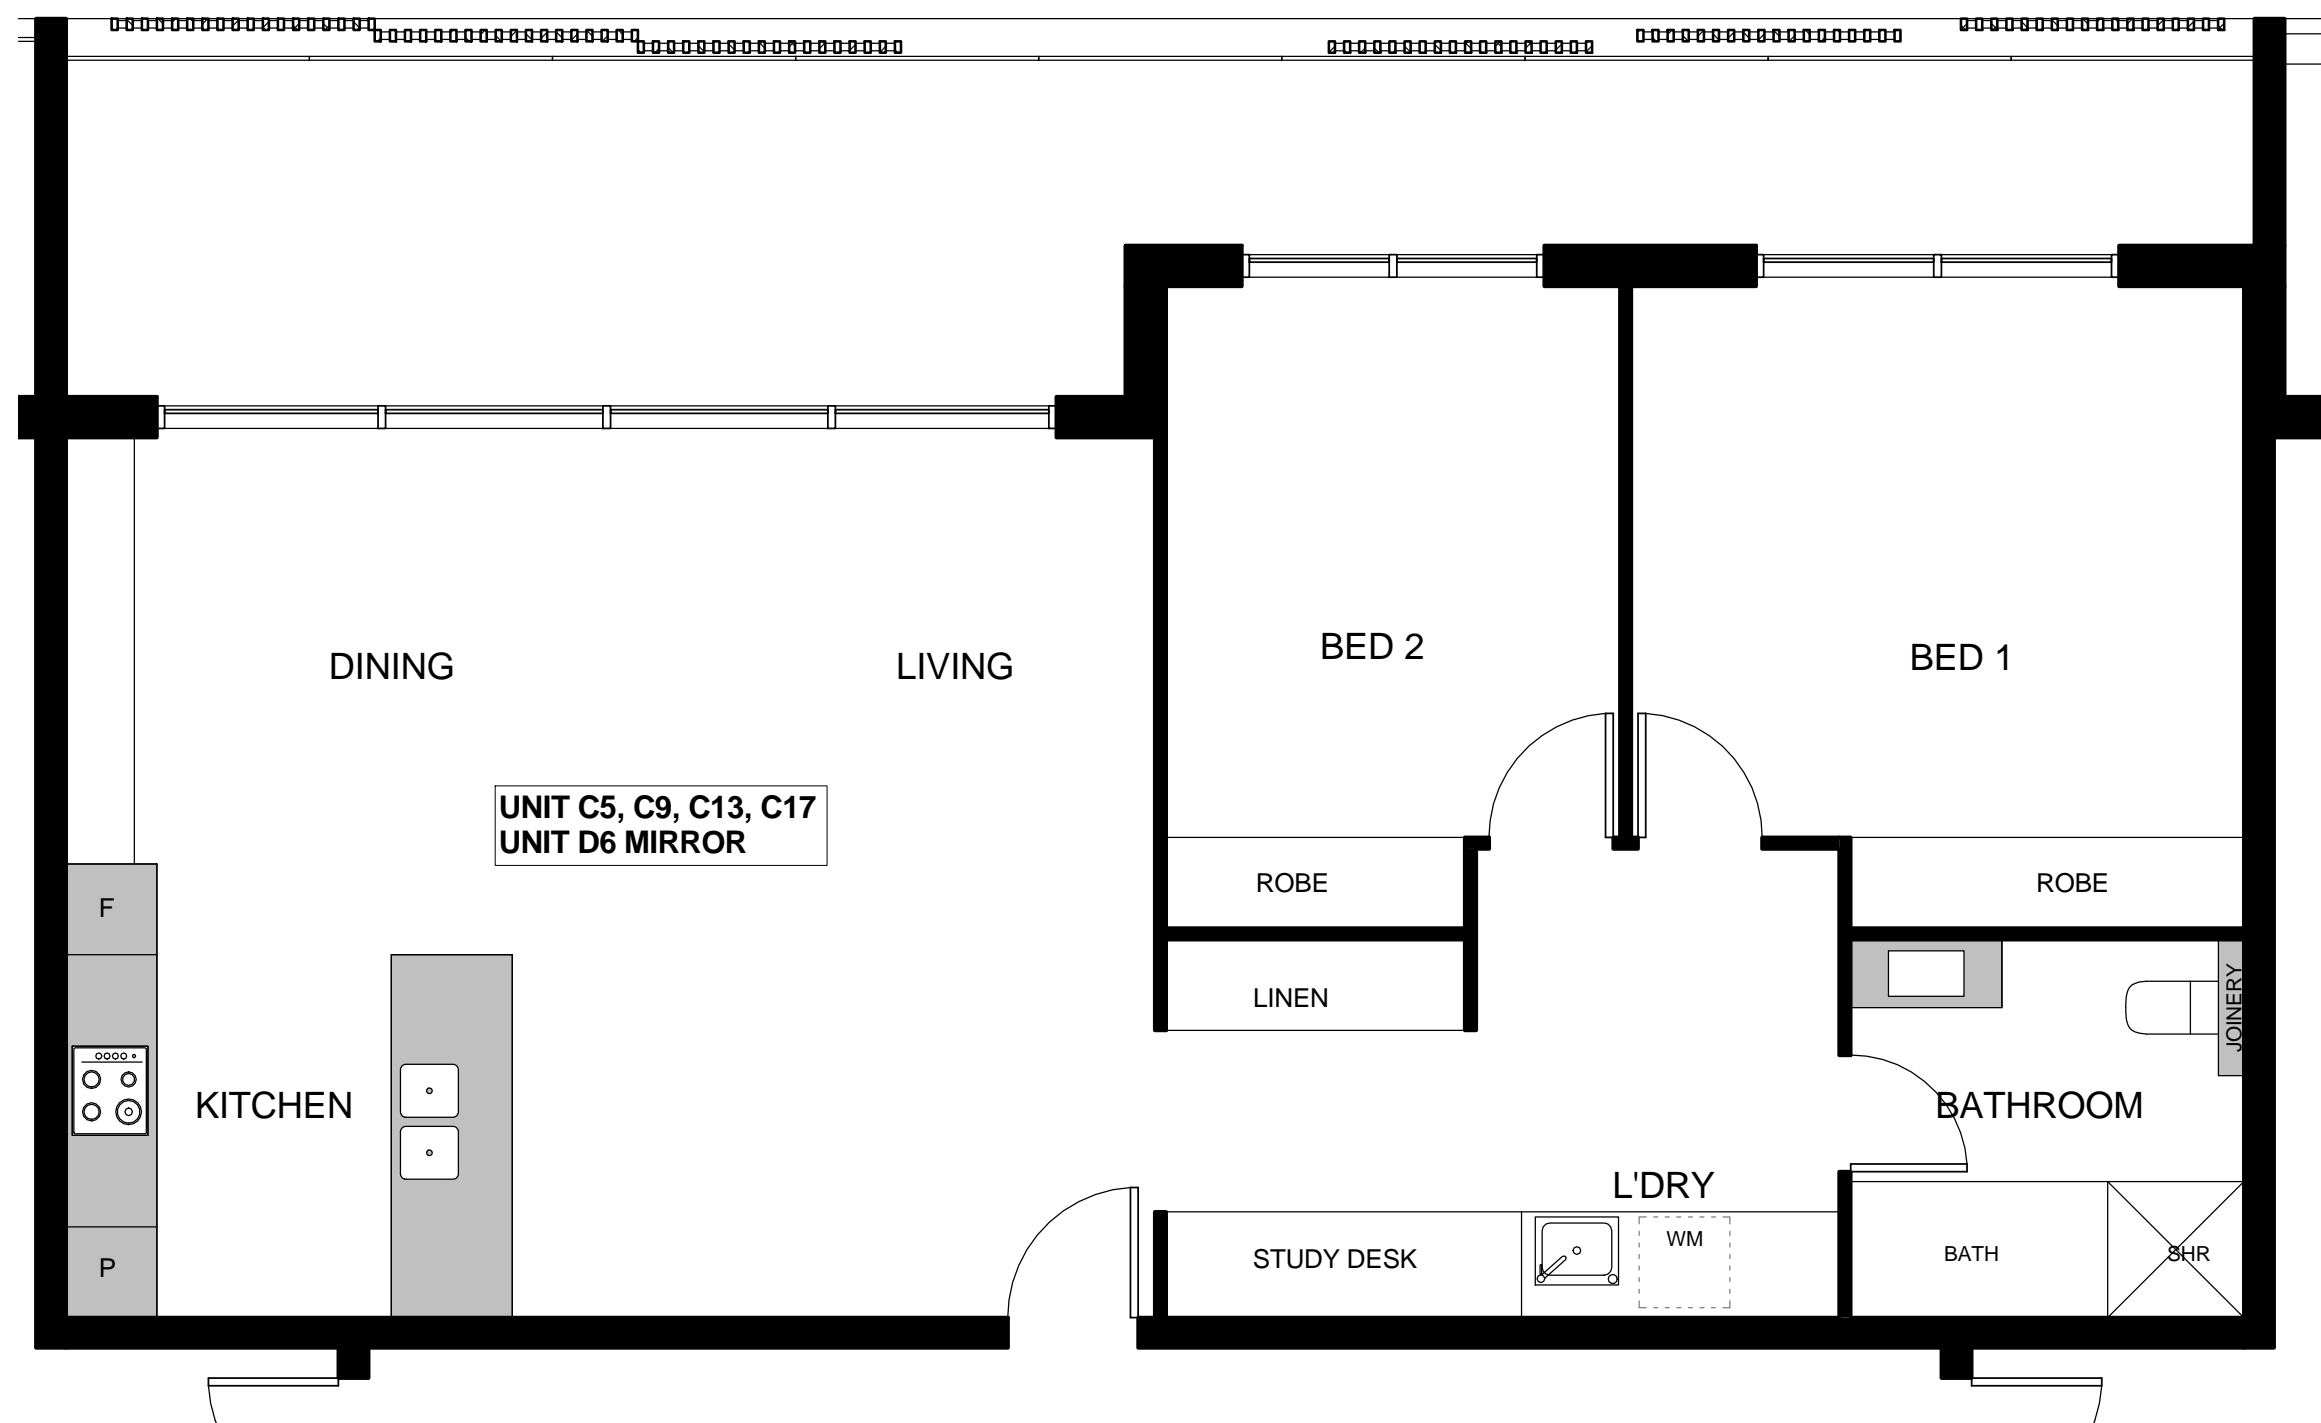 BED 2
BED 1
DINING
LIVING
UNIT C5, C9, C13, C17
UNIT D6 MIRROR
ROBE
ROBE
F
LINEN
JOINERY
KITCHEN
BATHROOM
L'DRY
WM
STUDY DESK
BATH
SHR
P